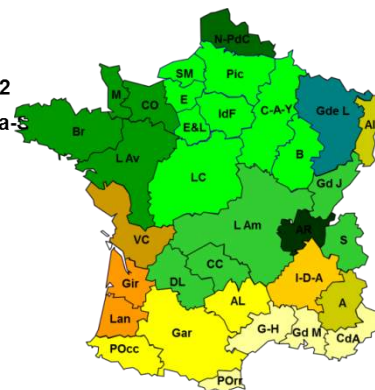 N-PdC
SM
Pic
2
M
CO
E
IdF
C-A-Y
Gde L
Al
a-S
Br
E&L
L Av
B
LC
Gd J
L Am
AR
S
VC
CC
DL
I-D-A
Gir
AL
A
Lan
Gar
G-H
Gd M
CdA
POcc
POrr